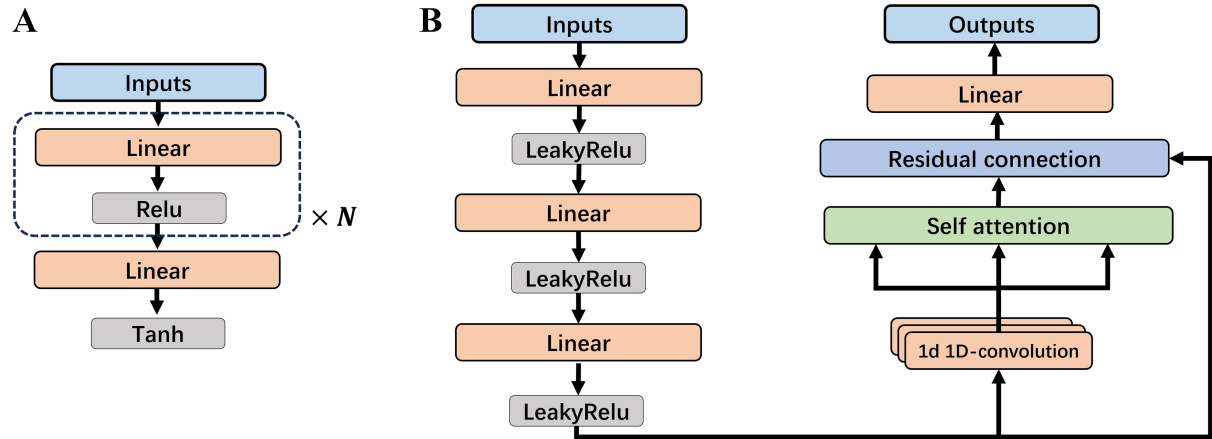 A
Inputs
Linear
Relu
× N
Linear
Tanh
B
Inputs
Linear
LeakyRelu
Linear
LeakyRelu
Linear
LeakyRelu
Outputs
Linear
Residual connection
Self attention
1d 1D-convolution